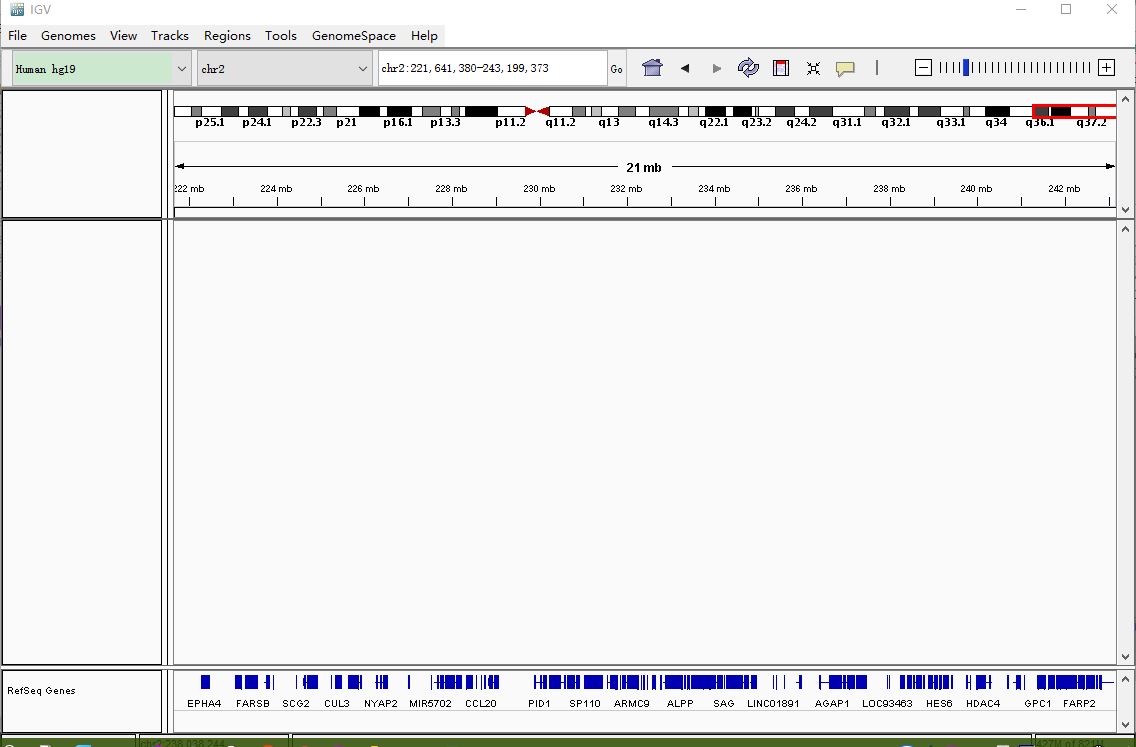 IGV
File Genomes View Tracks Regions Tools GenomeSpace Help
Human hg19 chr2 chr2:221,641,380-243,199,373 Go
p25.1 p24.1 p22.3 p21 p16.1 p13.3 p11.2 q11.2 q13 q14.3 q22.1 q23.2 q24.2 q31.1 q32.1 q33.1 q34 q36.1 q37.2
21 mb
222 mb 224 mb 226 mb 228 mb 230 mb 232 mb 234 mb 236 mb 238 mb 240 mb 242 mb
RefSeq Genes
EPHA4 FARSB SCG2 CUL3 NYAP2 MIR5702 CCL20 PID1 SP110 ARMC9 ALPP SAG LINC01891 AGAP1 LOC93463 HES6 HDAC4 GPC1 FARP2
chr2:238,038,244